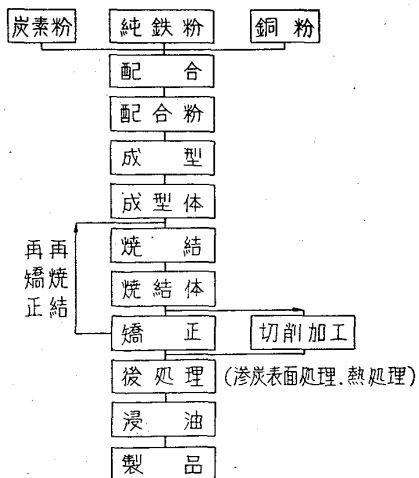 炭素粉 純鉄粉 銅粉
配合
配合粉
成型
成型体
焼結
焼結体
再焼結
再矯正
矯正 切削加工
後処理 (滲炭表面処理.熱処理)
浸油
製品